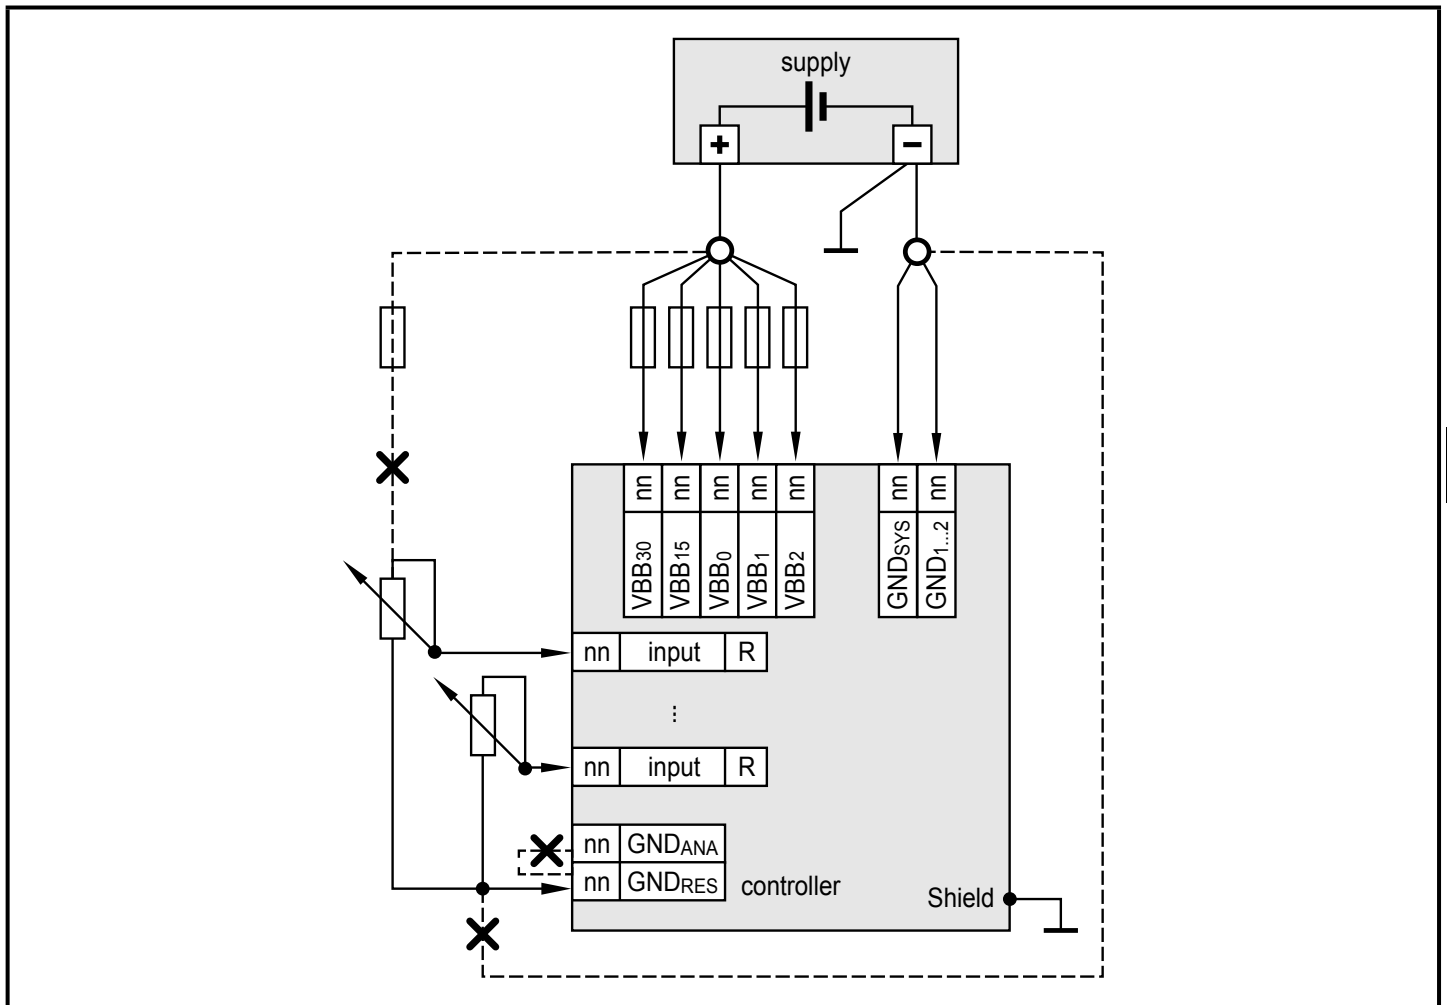 supply
+
−
nn nn nn nn nn
nn nn
VBB30 VBB15 VBB0 VBB1 VBB2
GNDSYS GND1...2
nn input R
...
nn input R
nn GNDANA
nn GNDRES
controller
Shield